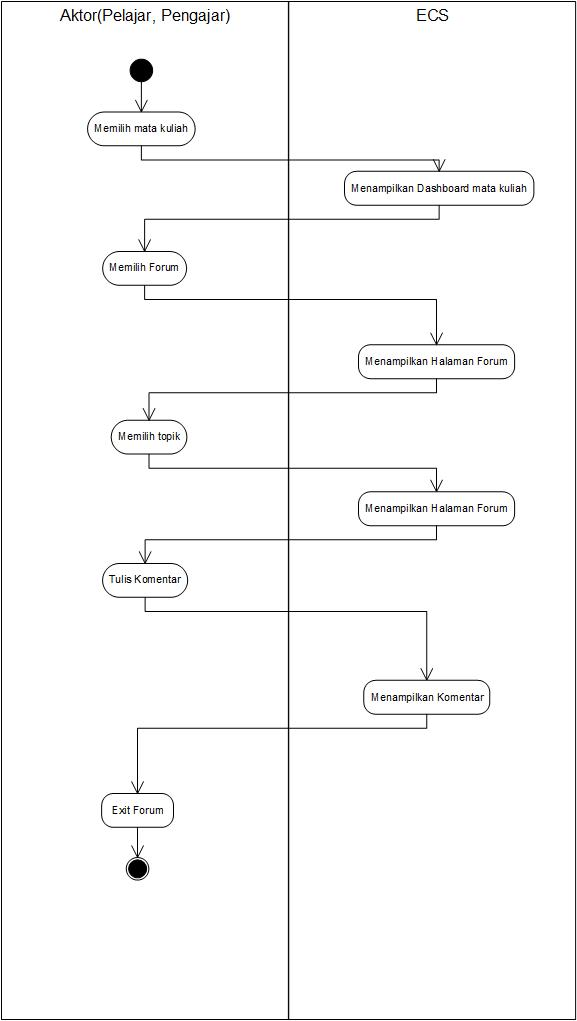 Aktor(Pelajar, Pengajar)
ECS
Memilih mata kuliah
Menampilkan Dashboard mata kuliah
Memilih Forum
Menampilkan Halaman Forum
Memilih topik
Menampilkan Halaman Forum
Tulis Komentar
Menampilkan Komentar
Exit Forum